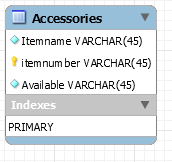 Accessories
Itemname VARCHAR(45)
itemnumber VARCHAR(45)
Available VARCHAR(45)
Indexes
PRIMARY